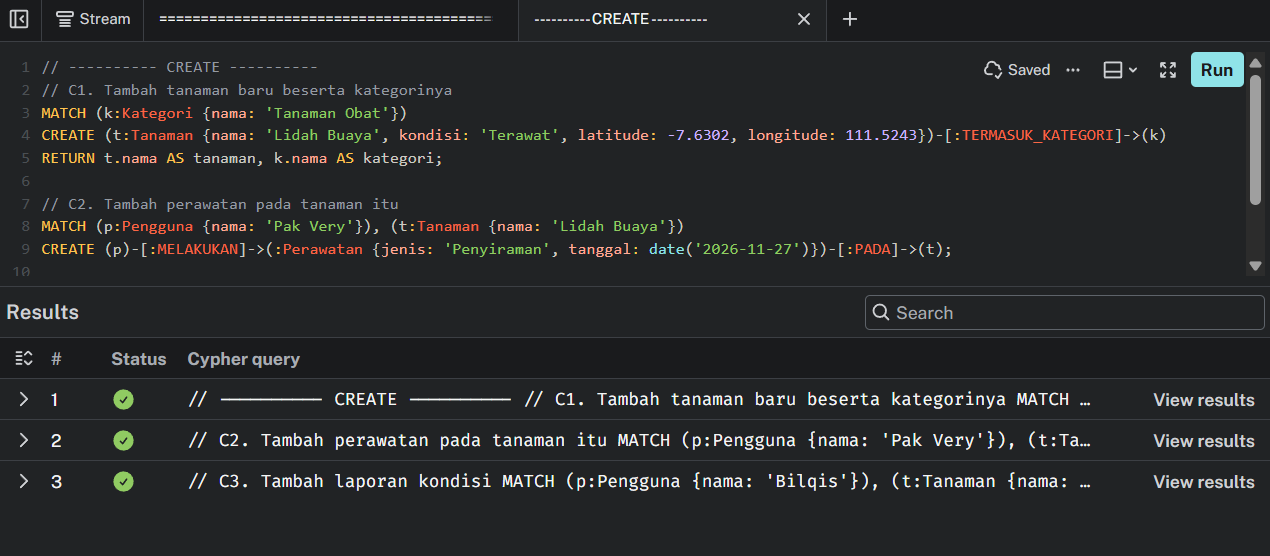 Stream
========================================
----------CREATE----------
1 // ---------- CREATE ----------
2 // C1. Tambah tanaman baru beserta kategorinya
3 MATCH (k:Kategori {nama: 'Tanaman Obat'})
4 CREATE (t:Tanaman {nama: 'Lidah Buaya', kondisi: 'Terawat', latitude: -7.6302, longitude: 111.5243})-[:TERMASUK_KATEGORI]->(k)
5 RETURN t.nama AS tanaman, k.nama AS kategori;
6
7 // C2. Tambah perawatan pada tanaman itu
8 MATCH (p:Pengguna {nama: 'Pak Very'}), (t:Tanaman {nama: 'Lidah Buaya'})
9 CREATE (p)-[:MELAKUKAN]->(:Perawatan {jenis: 'Penyiraman', tanggal: date('2026-11-27')})-[:PADA]->(t);
10
Saved ··· Run
Results
Search
# Status Cypher query
1 // ────────── CREATE ────────── // C1. Tambah tanaman baru beserta kategorinya MATCH … View results
2 // C2. Tambah perawatan pada tanaman itu MATCH (p:Pengguna {nama: 'Pak Very'}), (t:Ta… View results
3 // C3. Tambah laporan kondisi MATCH (p:Pengguna {nama: 'Bilqis'}), (t:Tanaman {nama: … View results